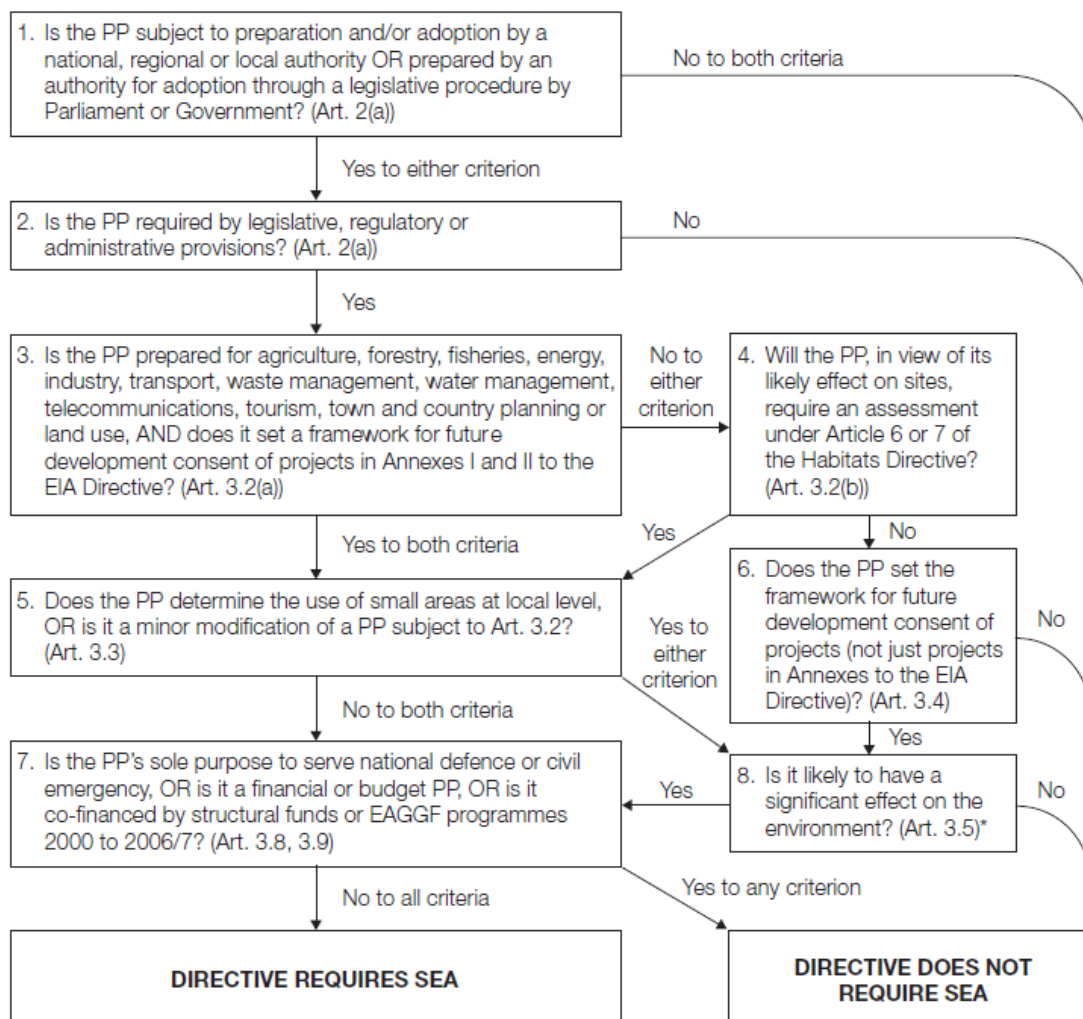 1. Is the PP subject to preparation and/or adoption by a
national, regional or local authority OR prepared by an
authority for adoption through a legislative procedure by
Parliament or Government? (Art. 2(a))
No to both criteria
Yes to either criterion
2. Is the PP required by legislative, regulatory or
administrative provisions? (Art. 2(a))
No
Yes
3. Is the PP prepared for agriculture, forestry, fisheries, energy,
industry, transport, waste management, water management,
telecommunications, tourism, town and country planning or
land use, AND does it set a framework for future
development consent of projects in Annexes I and II to the
EIA Directive? (Art. 3.2(a))
No to
either
criterion
4. Will the PP, in view of its
likely effect on sites,
require an assessment
under Article 6 or 7 of
the Habitats Directive?
(Art. 3.2(b))
Yes to both criteria
Yes
No
5. Does the PP determine the use of small areas at local level,
OR is it a minor modification of a PP subject to Art. 3.2?
(Art. 3.3)
Yes to
either
criterion
6. Does the PP set the
framework for future
development consent of
projects (not just projects
in Annexes to the EIA
Directive)? (Art. 3.4)
No
No to both criteria
Yes
7. Is the PP's sole purpose to serve national defence or civil
emergency, OR is it a financial or budget PP, OR is it
co-financed by structural funds or EAGGF programmes
2000 to 2006/7? (Art. 3.8, 3.9)
Yes
8. Is it likely to have a
significant effect on the
environment? (Art. 3.5)*
No
No to all criteria
Yes to any criterion
DIRECTIVE REQUIRES SEA
DIRECTIVE DOES NOT
REQUIRE SEA